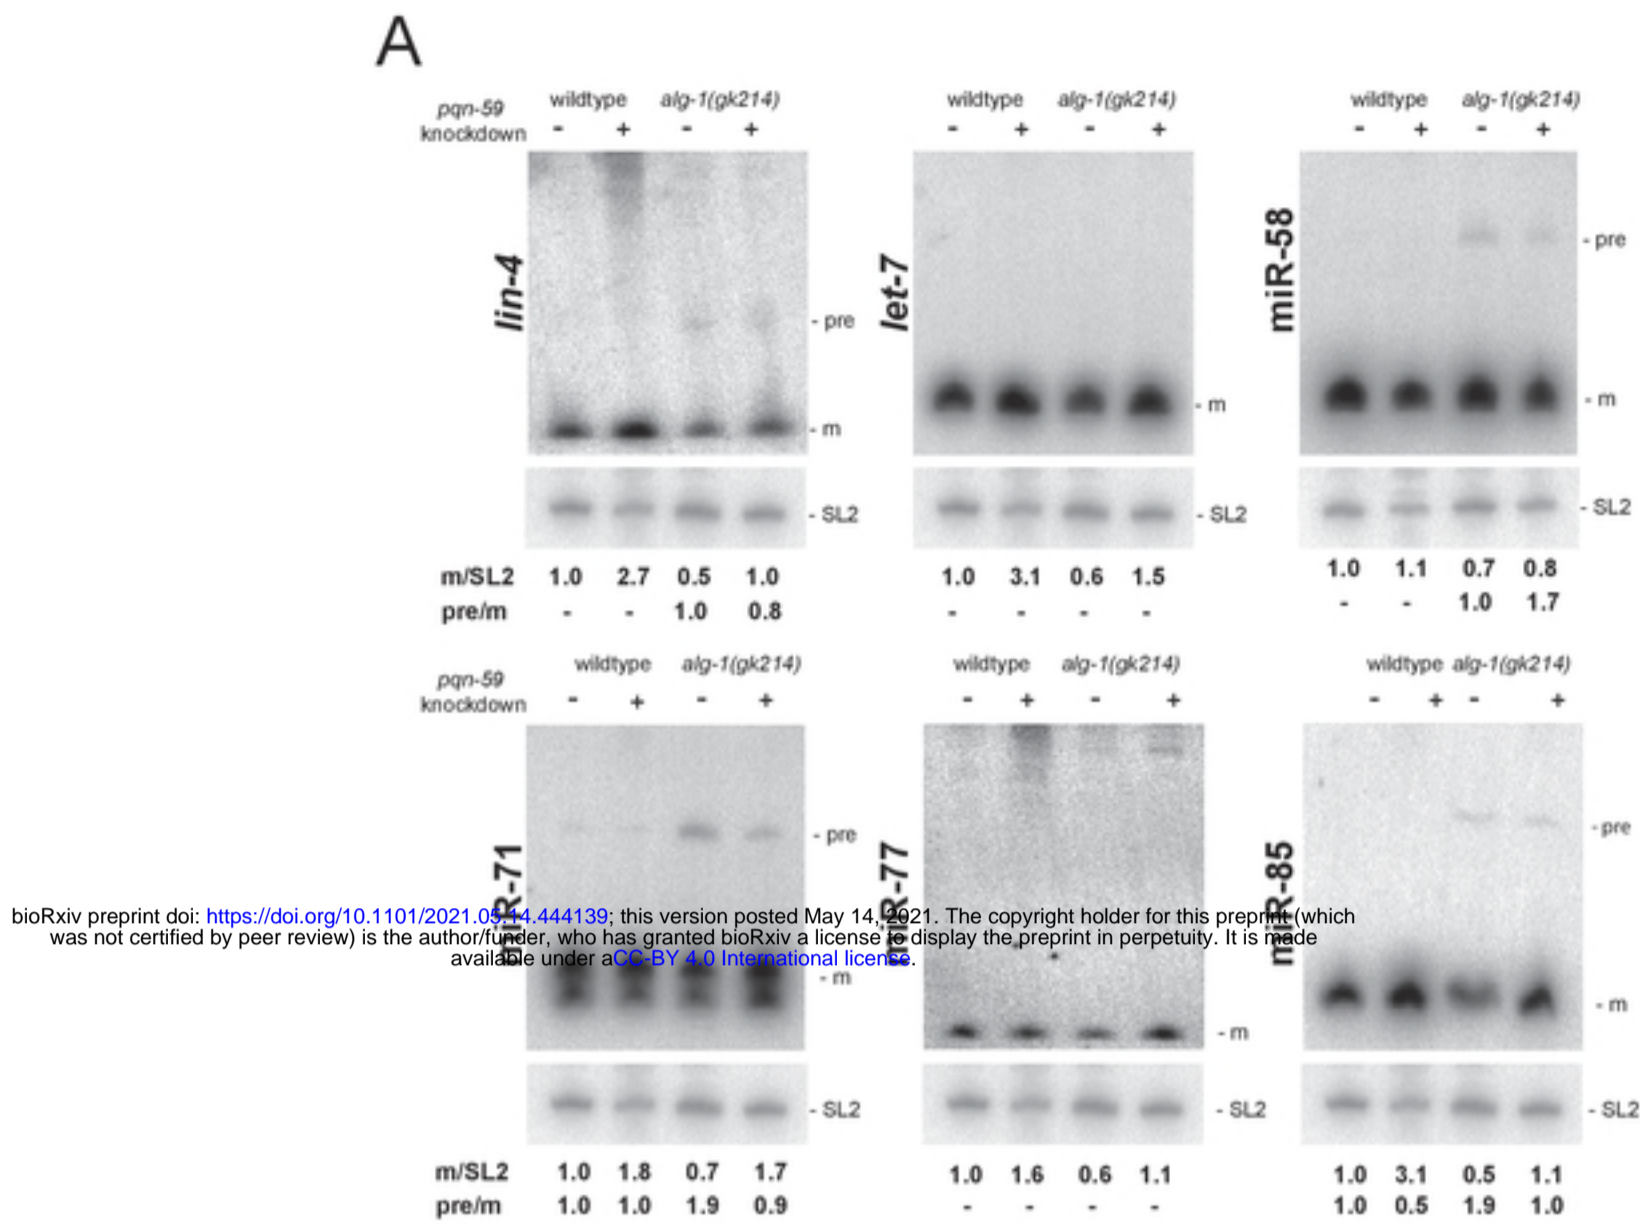 A
wildtype alg-1(gk214) wildtype alg-1(gk214) wildtype alg-1(gk214)
pqn-59
knockdown - + - + - + - + - + - +
lin-4 let-7 miR-58
- pre
- pre
- m
- m
- m
- SL2 - SL2 - SL2
m/SL2 1.0 2.7 0.5 1.0 1.0 3.1 0.6 1.5 1.0 1.1 0.7 0.8
pre/m - - 1.0 0.8 - - - - - - 1.0 1.7
wildtype alg-1(gk214) wildtype alg-1(gk214) wildtype alg-1(gk214)
pqn-59
knockdown - + - + - + - + - + - +
- pre - pre
miR-71 miR-77 miR-85
bioRxiv preprint doi: https://doi.org/10.1101/2021.05.14.444139; this version posted May 14, 2021. The copyright holder for this preprint (which
was not certified by peer review) is the author/funder, who has granted bioRxiv a license to display the preprint in perpetuity. It is made
available under aCC-BY 4.0 International license.
- m
- m
- m
- SL2 - SL2 - SL2
m/SL2 1.0 1.8 0.7 1.7 1.0 1.6 0.6 1.1 1.0 3.1 0.5 1.1
pre/m 1.0 1.0 1.9 0.9 - - - - 1.0 0.5 1.9 1.0